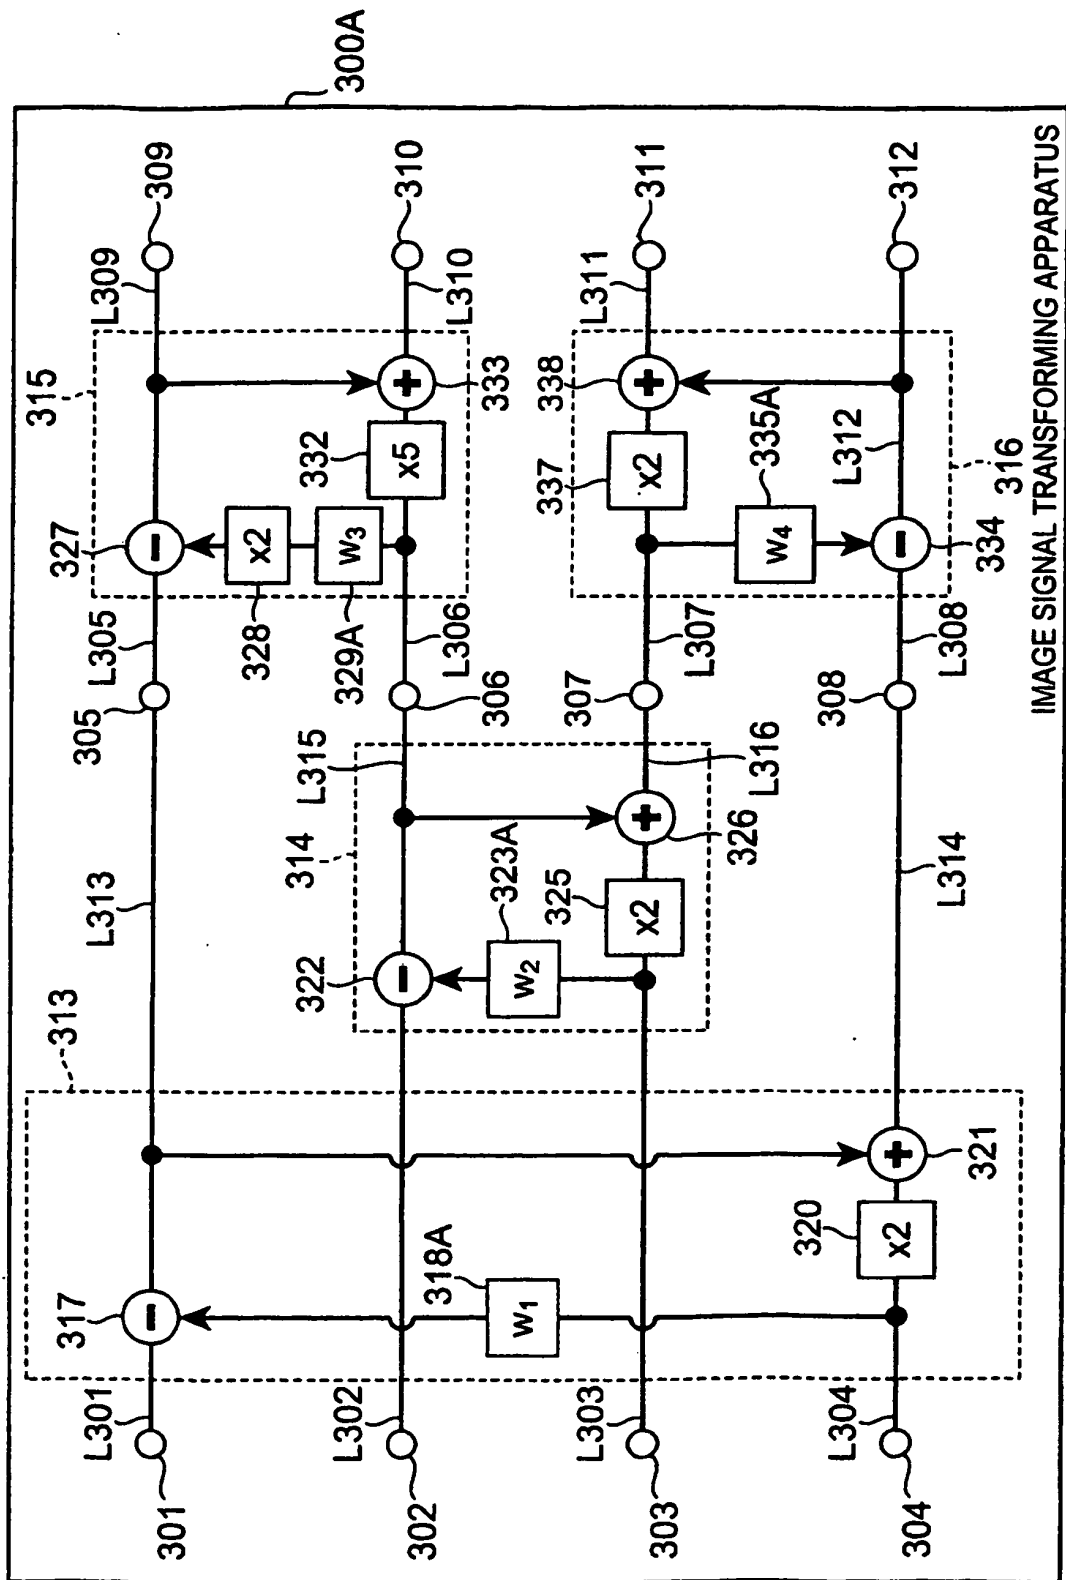 300A
301
L301
317
−
313
L313
305
L305
327
−
315
L309
309
x2
328
W3
329A
x5
332
+
333
L310
310
302
L302
318A
W1
322
−
314
L315
306
L306
323A
W2
325
x2
+
326
L316
303
L303
307
L307
337
x2
338
+
L311
311
W4
335A
304
L304
320
x2
+
321
L314
308
L308
−
334
L312
316
312
IMAGE SIGNAL TRANSFORMING APPARATUS